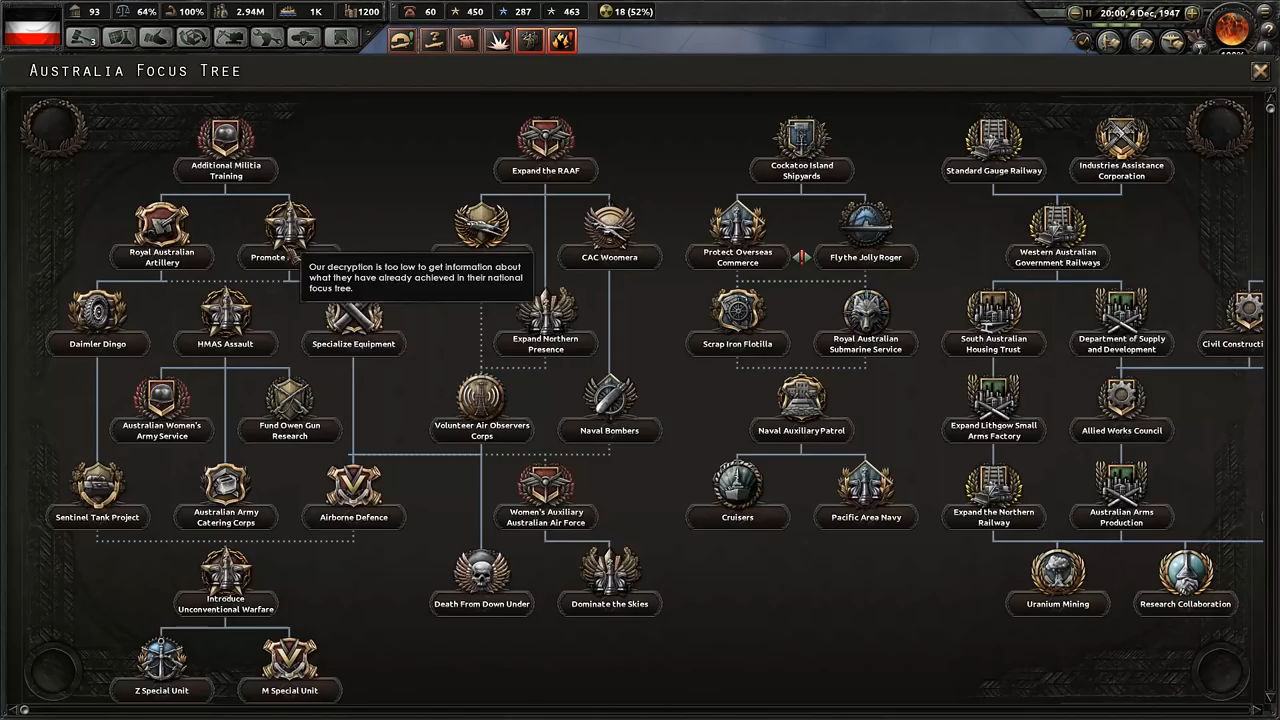 93 64% 100% 2.94M 1K 1200 60 450 287 463 18 (52%) 20:00, 4 Dec, 1947
3
100%
Australia Focus Tree
Additional Militia
Training
Expand the RAAF
Cockatoo Island
Shipyards
Standard Gauge Railway
Industries Assistance
Corporation
Royal Australian
Artillery
Promote
CAC Woomera
Protect Overseas
Commerce
Fly the Jolly Roger
Western Australian
Government Railways
Our decryption is too low to get information about
what they have already achieved in their national
focus tree.
Daimler Dingo
HMAS Assault
Specialize Equipment
Expand Northern
Presence
Scrap Iron Flotilla
Royal Australian
Submarine Service
South Australian
Housing Trust
Department of Supply
and Development
Civil Constructi
Australian Women's
Army Service
Fund Owen Gun
Research
Volunteer Air Observers
Corps
Naval Bombers
Naval Auxiliary Patrol
Expand Lithgow Small
Arms Factory
Allied Works Council
Sentinel Tank Project
Australian Army
Catering Corps
Airborne Defence
Women's Auxiliary
Australian Air Force
Cruisers
Pacific Area Navy
Expand the Northern
Railway
Australian Arms
Production
Introduce
Unconventional Warfare
Death From Down Under
Dominate the Skies
Uranium Mining
Research Collaboration
Z Special Unit
M Special Unit